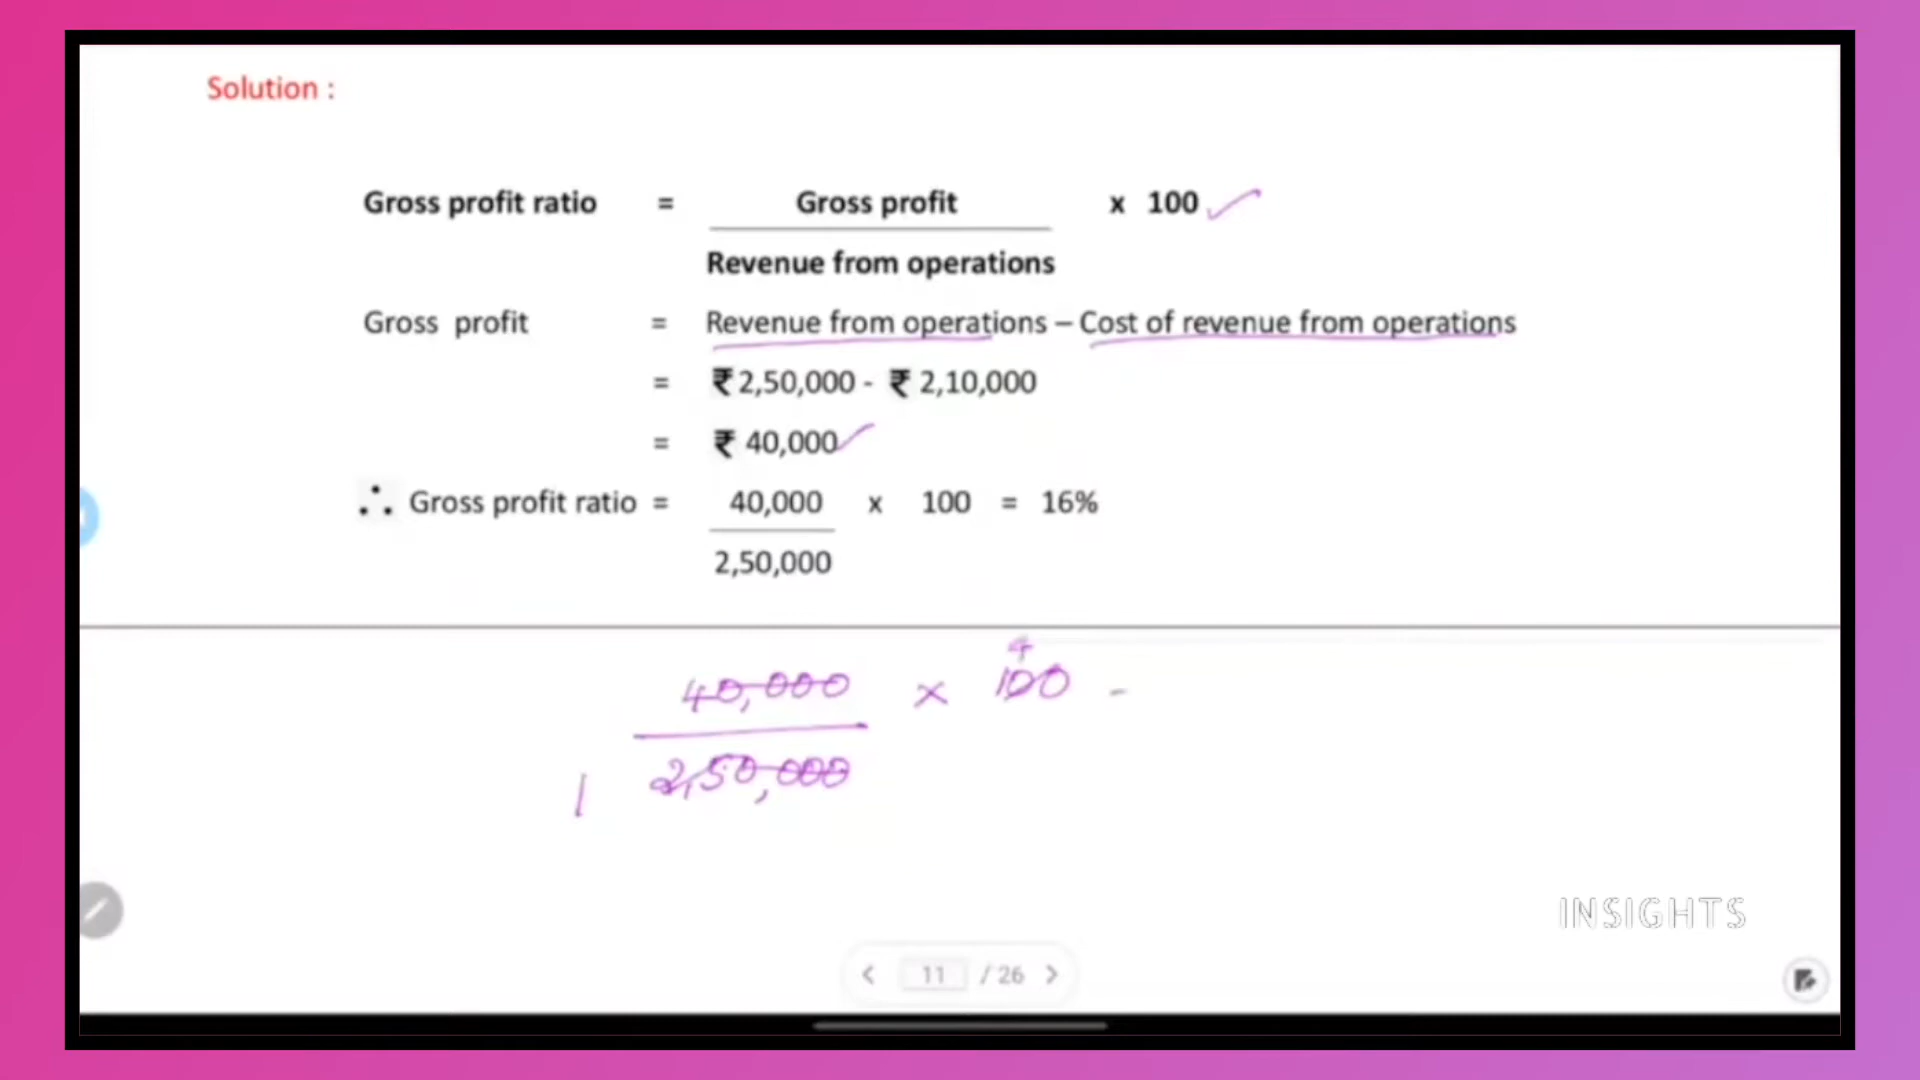 Solution :
Gross profit ratio = Gross profit x 100
Revenue from operations
Gross profit = Revenue from operations – Cost of revenue from operations
= ₹ 2,50,000 - ₹ 2,10,000
= ₹ 40,000
∴ Gross profit ratio = 40,000 x 100 = 16%
2,50,000
4
40,000 x 100 -
1 2,50,000
INSIGHTS
< 11 / 26 >